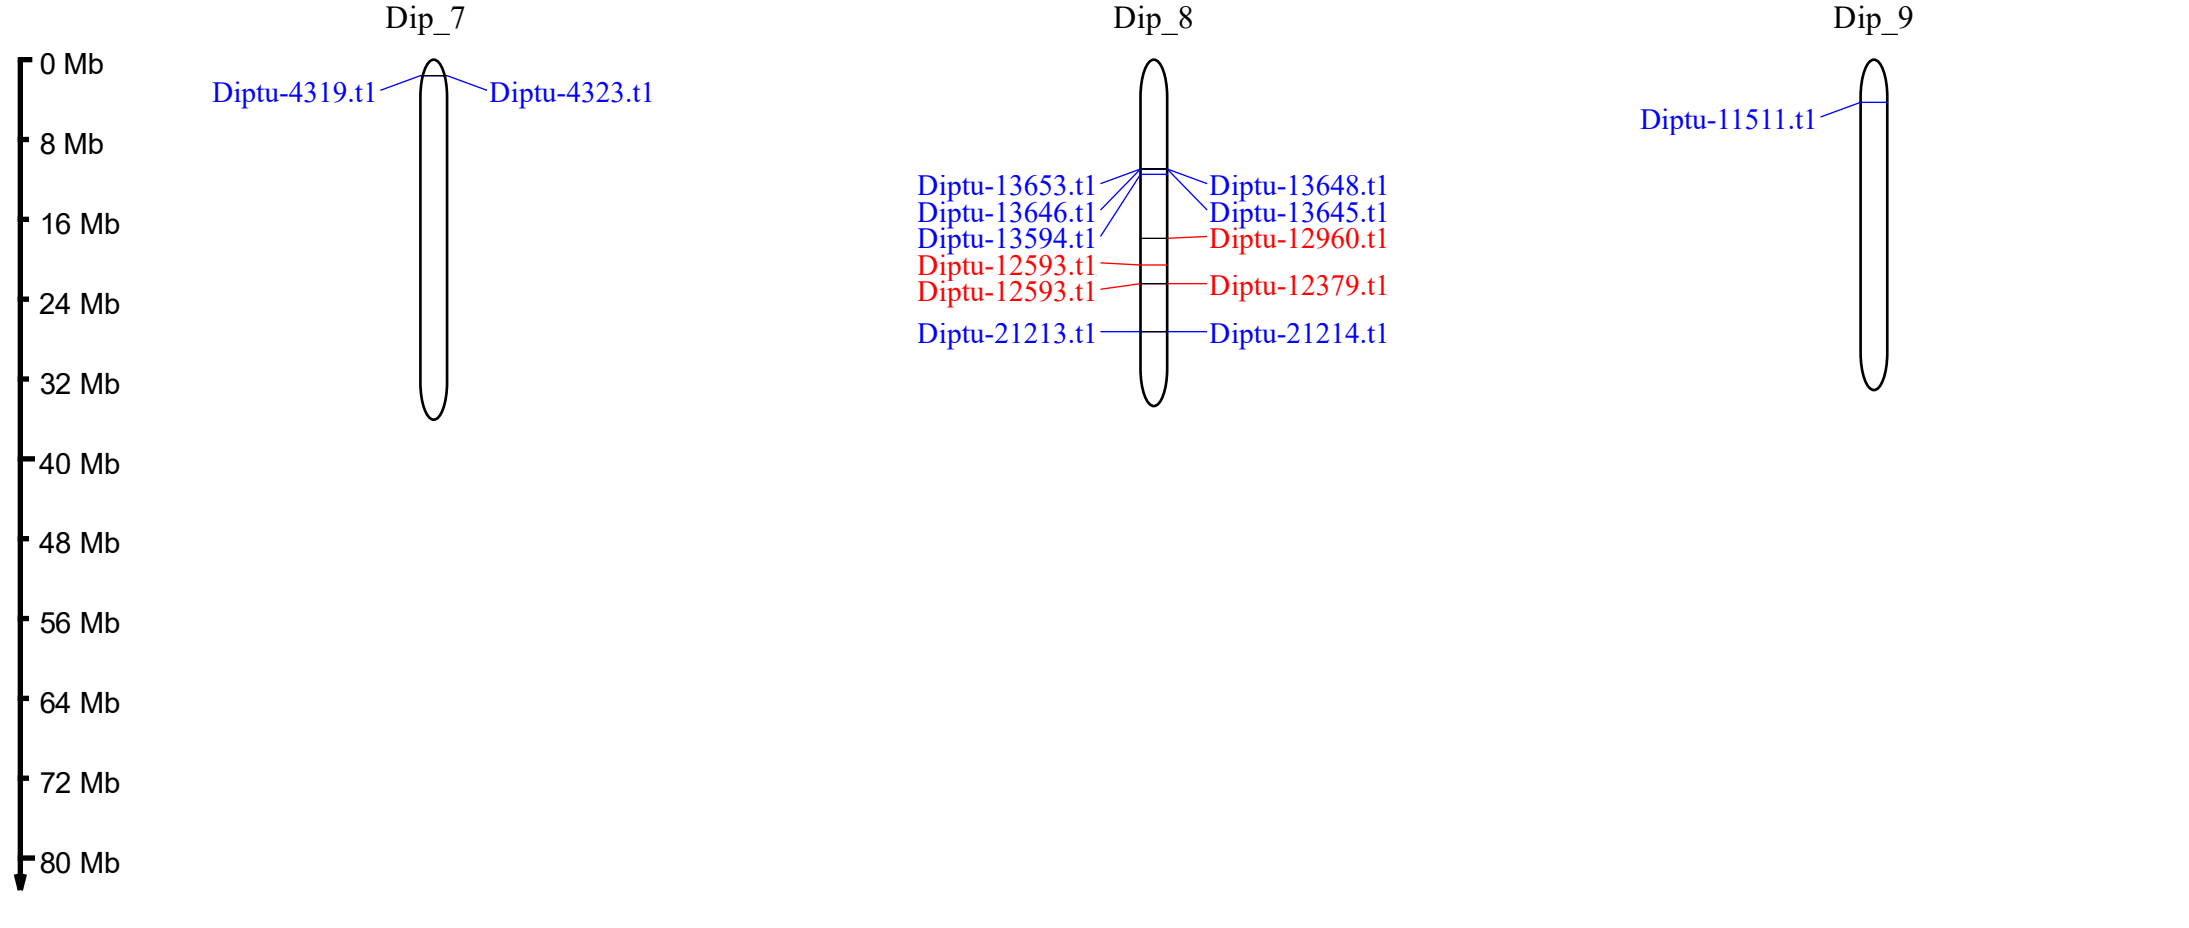 Dip_7
Dip_8
Dip_9
0 Mb
8 Mb
16 Mb
24 Mb
32 Mb
40 Mb
48 Mb
56 Mb
64 Mb
72 Mb
80 Mb
Diptu-4319.t1
Diptu-4323.t1
Diptu-13653.t1
Diptu-13646.t1
Diptu-13594.t1
Diptu-12593.t1
Diptu-12593.t1
Diptu-21213.t1
Diptu-13648.t1
Diptu-13645.t1
Diptu-12960.t1
Diptu-12379.t1
Diptu-21214.t1
Diptu-11511.t1